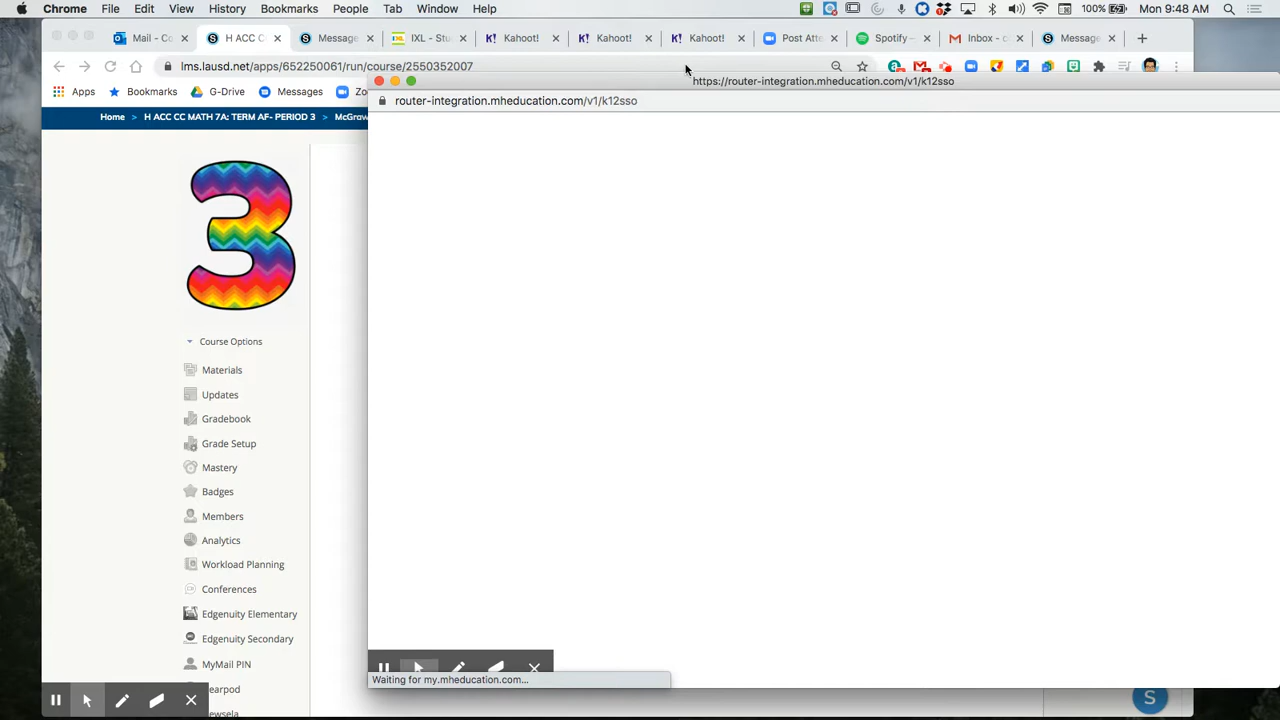 Chrome File Edit View History Bookmarks People Tab Window Help 100% Mon 9:48 AM
Mail - Co H ACC C Message IXL - Stu Kahoot! Kahoot! Kahoot! Post Atte Spotify – Inbox - c Message
lms.lausd.net/apps/652250061/run/course/2550352007
https://router-integration.mheducation.com/v1/k12sso
Apps G-Drive Messages Zo
router-integration.mheducation.com/v1/k12sso
Home > H ACC CC MATH 7A: TERM AF- PERIOD 3 > McGraw
3
Course Options
Materials
Updates
Gradebook
Grade Setup
Mastery
Badges
Members
Analytics
Workload Planning
Conferences
Edgenuity Elementary
Edgenuity Secondary
MyMail PIN
earpod
wsela
Waiting for my.mheducation.com...
S